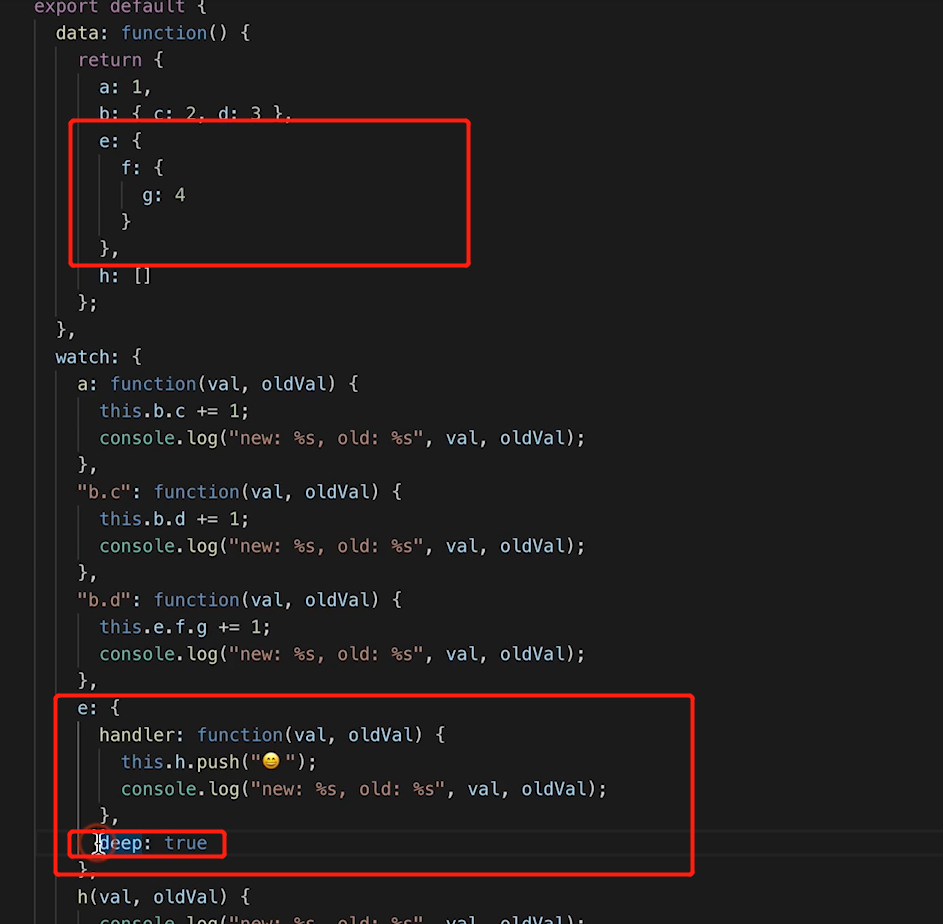 export default {
data: function() {
return {
a: 1,
b: { c: 2, d: 3 },
e: {
f: {
g: 4
}
},
h: []
};
},
watch: {
a: function(val, oldVal) {
this.b.c += 1;
console.log("new: %s, old: %s", val, oldVal);
},
"b.c": function(val, oldVal) {
this.b.d += 1;
console.log("new: %s, old: %s", val, oldVal);
},
"b.d": function(val, oldVal) {
this.e.f.g += 1;
console.log("new: %s, old: %s", val, oldVal);
},
e: {
handler: function(val, oldVal) {
this.h.push("😊");
console.log("new: %s, old: %s", val, oldVal);
},
deep: true
},
h(val, oldVal) {
console.log("new: %s, old: %s", val, oldVal);